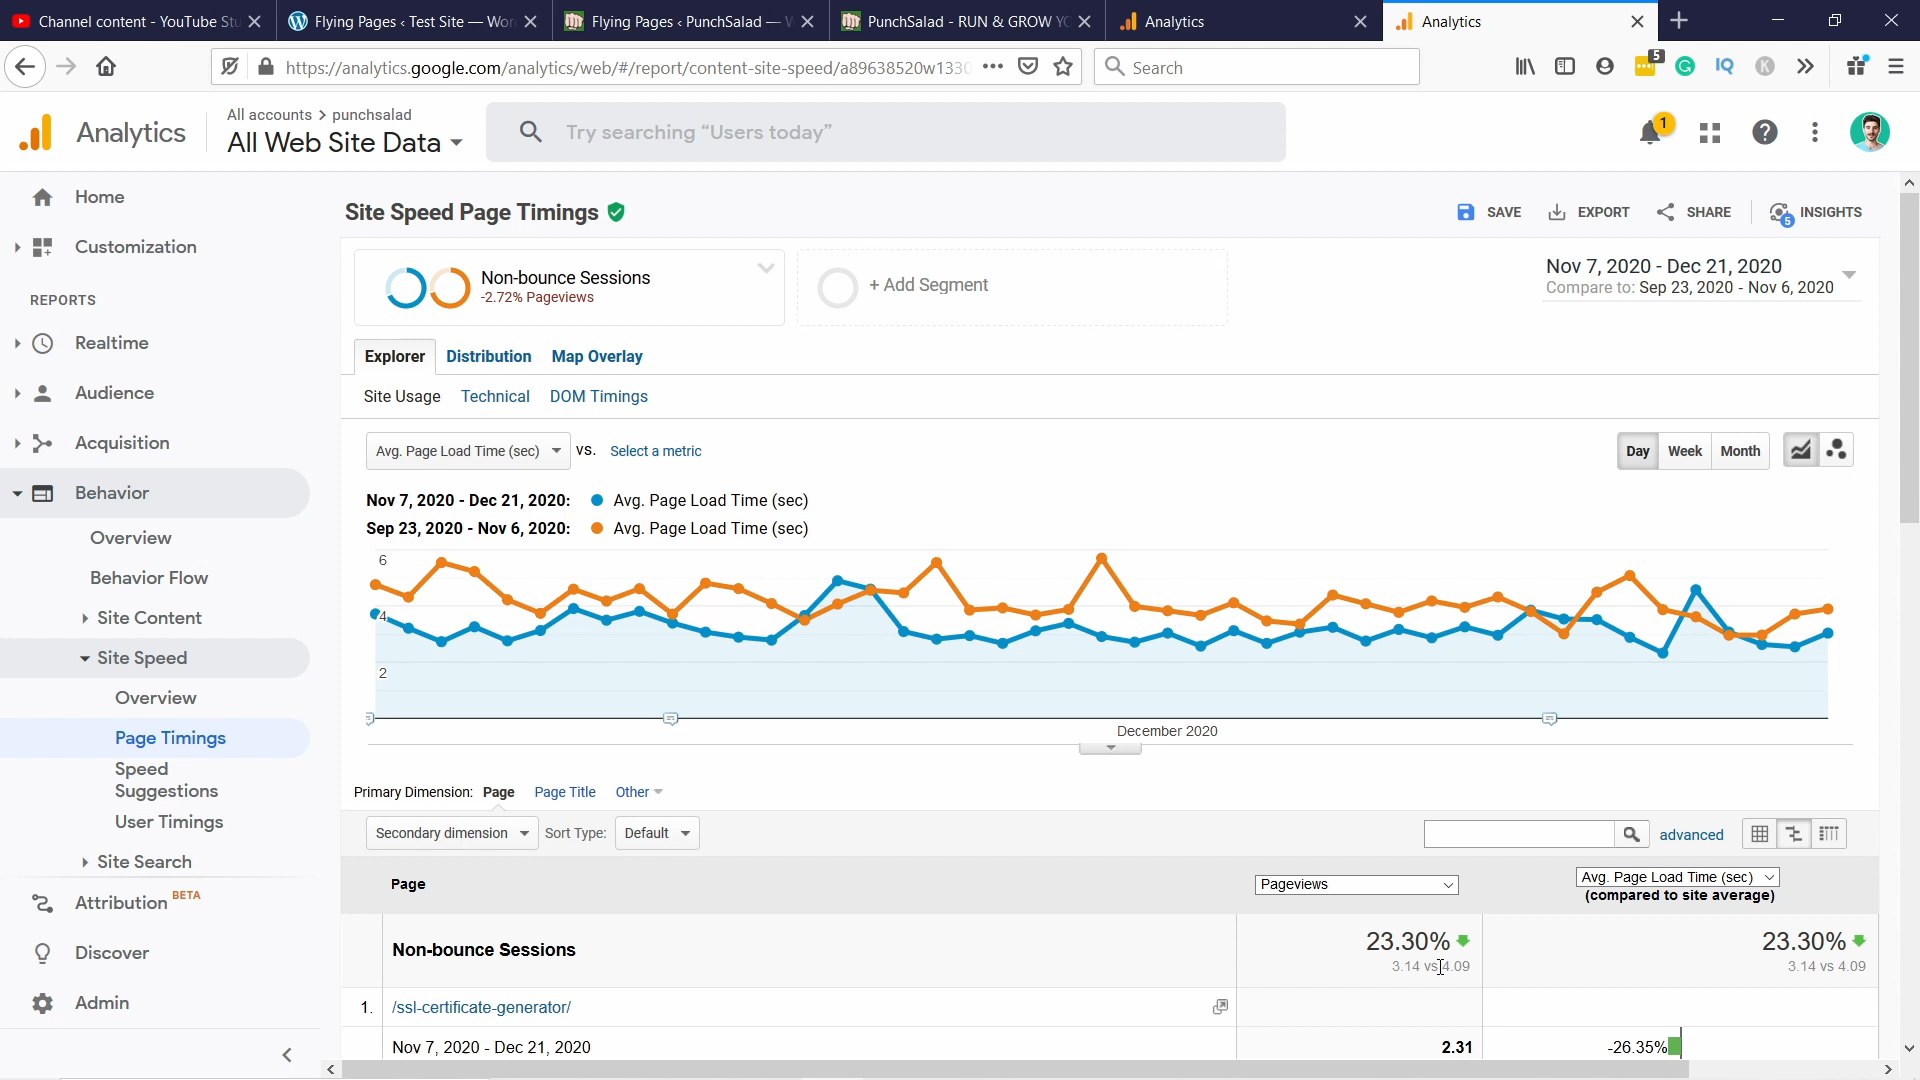 Channel content - YouTube Stu
Flying Pages ‹ Test Site — Wor
Flying Pages ‹ PunchSalad — W
PunchSalad - RUN & GROW YO
Analytics
Analytics
https://analytics.google.com/analytics/web/#/report/content-site-speed/a89638520w1330
Search
5
IQ
K
Analytics
All accounts > punchsalad
All Web Site Data
Try searching “Users today”
1
Home
Customization
REPORTS
Realtime
Audience
Acquisition
Behavior
Overview
Behavior Flow
Site Content
Site Speed
Overview
Page Timings
Speed
Suggestions
User Timings
Site Search
Attribution BETA
Discover
Admin
Site Speed Page Timings
SAVE
EXPORT
SHARE
5
INSIGHTS
Non-bounce Sessions
-2.72% Pageviews
+ Add Segment
Nov 7, 2020 - Dec 21, 2020
Compare to: Sep 23, 2020 - Nov 6, 2020
Explorer
Distribution
Map Overlay
Site Usage
Technical
DOM Timings
Avg. Page Load Time (sec)
VS.
Select a metric
Day
Week
Month
Nov 7, 2020 - Dec 21, 2020: Avg. Page Load Time (sec)
Sep 23, 2020 - Nov 6, 2020: Avg. Page Load Time (sec)
6
4
2
December 2020
Primary Dimension: Page Page Title Other
Secondary dimension
Sort Type:
Default
advanced
Page
Pageviews
Avg. Page Load Time (sec)
(compared to site average)
Non-bounce Sessions
23.30%
3.14 vs 4.09
23.30%
3.14 vs 4.09
1. /ssl-certificate-generator/
Nov 7, 2020 - Dec 21, 2020
2.31
-26.35%